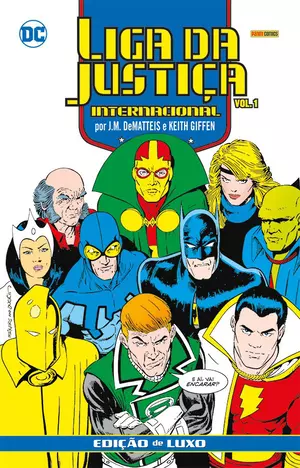 DC
PANINI COMICS
LIGA DA
JUSTIÇA
VOL.1
INTERNACIONAL
por J.M. DeMATTEIS e KEITH GIFFEN
E AÍ, VAI
ENCARAR?
EDIÇÃO de LUXO